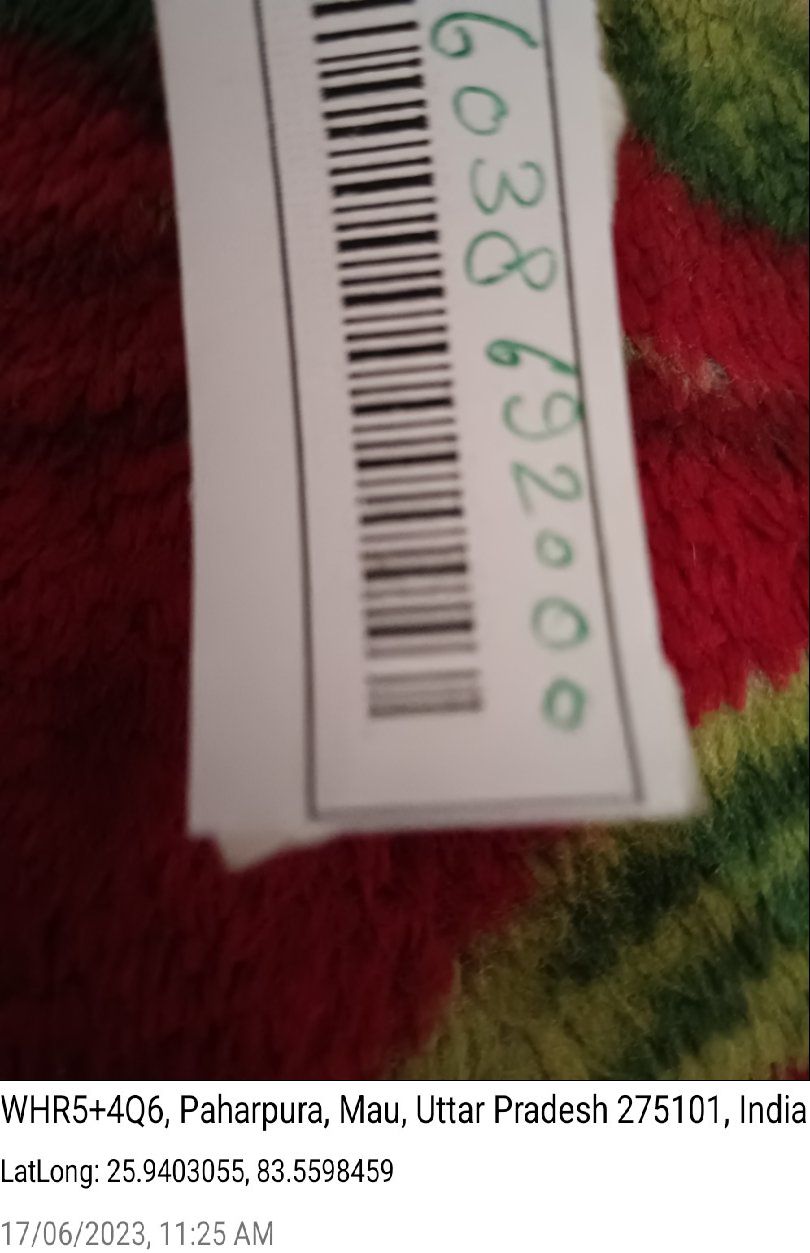 6038692000
WHR5+4Q6, Paharpura, Mau, Uttar Pradesh 275101, India
LatLong: 25.9403055, 83.5598459
17/06/2023, 11:25 AM